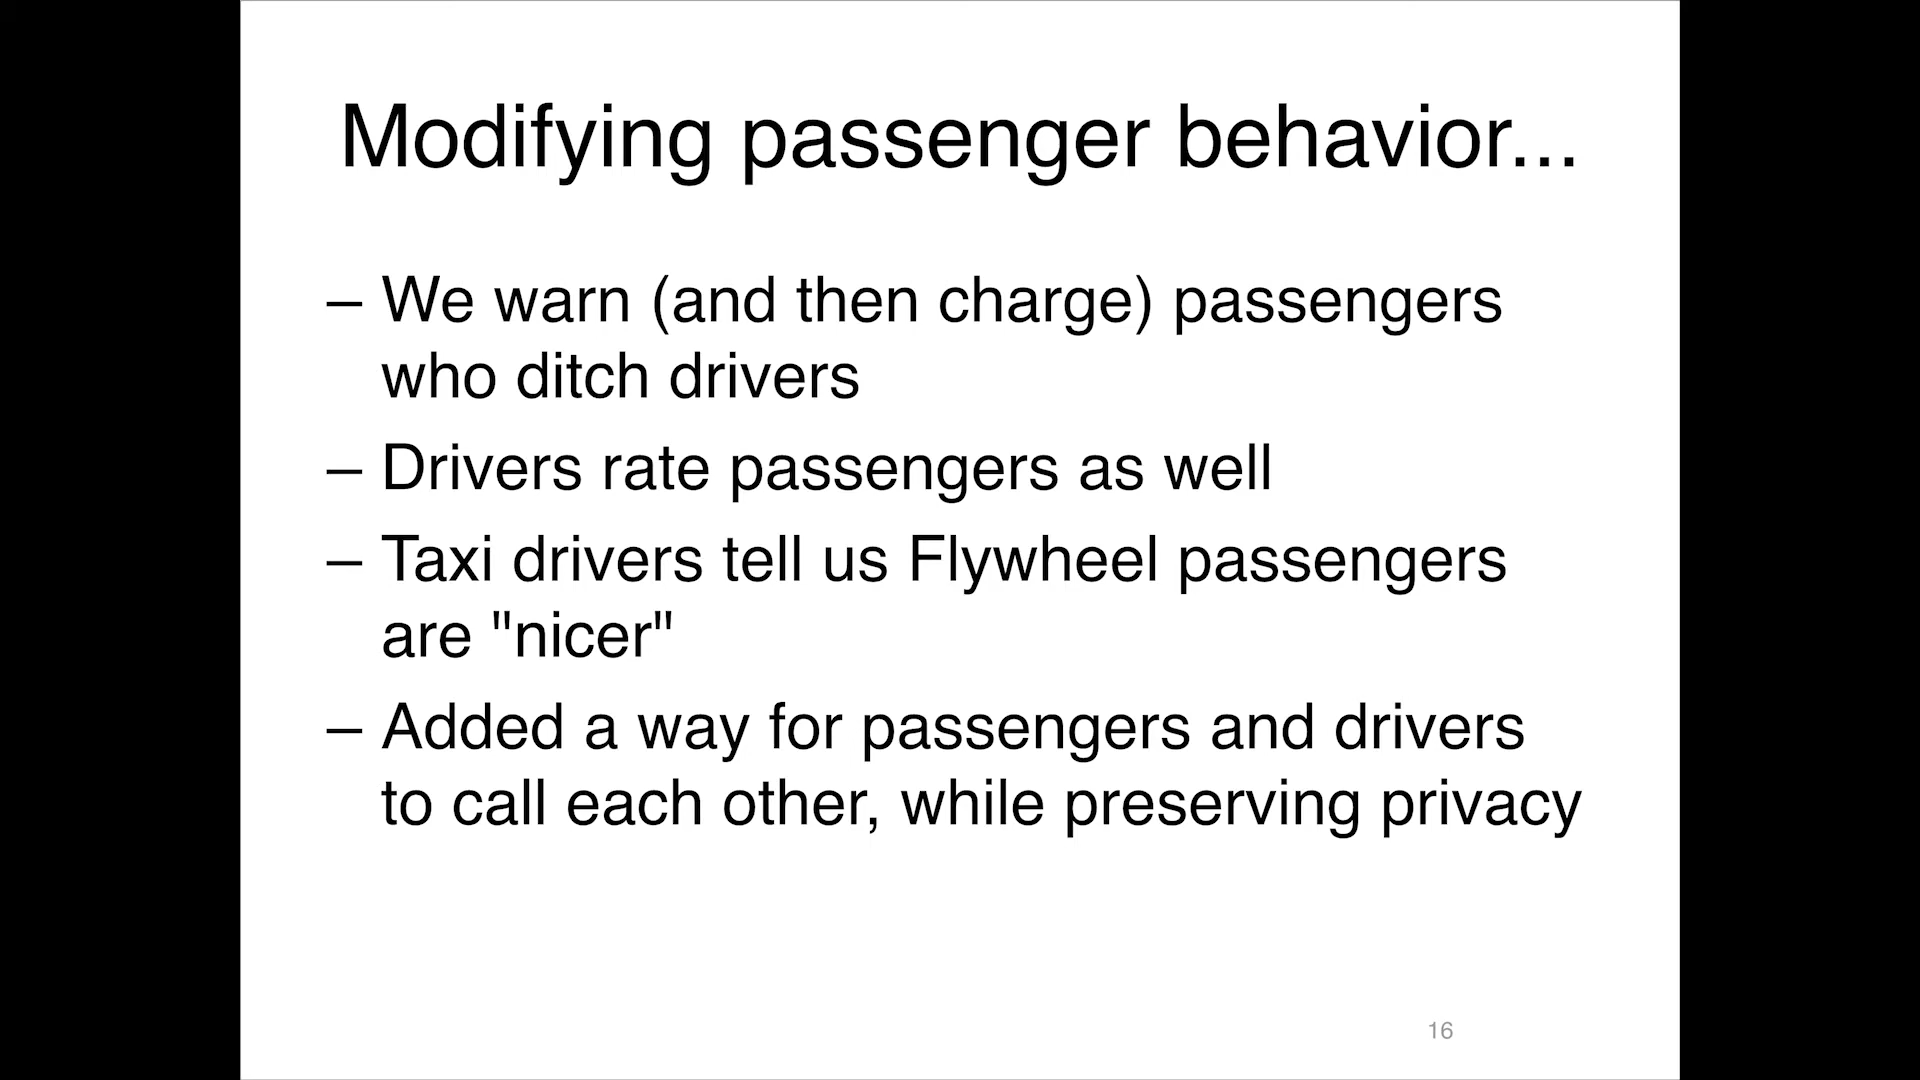 Modifying passenger behavior...
– We warn (and then charge) passengers
who ditch drivers
– Drivers rate passengers as well
– Taxi drivers tell us Flywheel passengers
are "nicer"
– Added a way for passengers and drivers
to call each other, while preserving privacy
16